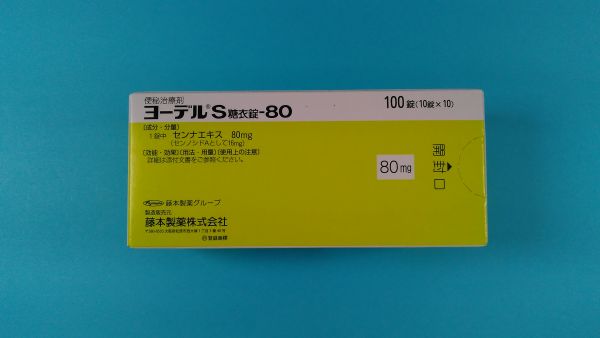 便秘治療剤
ヨーデル®S糖衣錠-80
100錠(10錠×10)
(成分・分量)
1錠中 センナエキス 80mg
(センノシドAとして16mg)
(効能・効果)(用法・用量)(使用上の注意)
詳細は添付文書をご参照ください。
80mg
開封口
藤本製薬グループ
製造販売元
藤本製薬株式会社